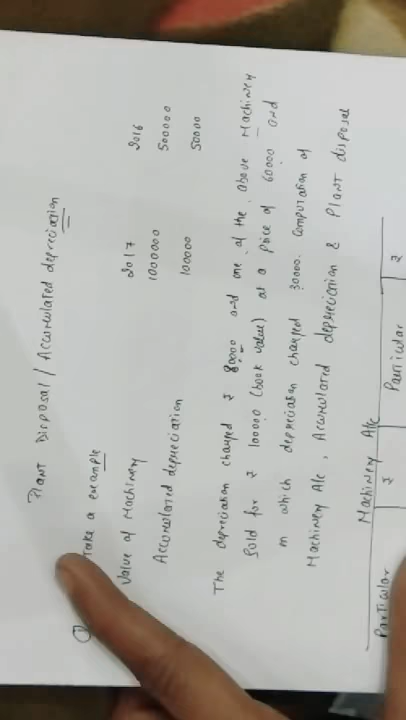 PLANT DISPOSAL / Accumulated depreciation
① Take a example
2017 2016
Value of Machinery 1000000 500000
Accumulated depreciation 100000 50000
The depreciation charged ₹ 80000 and one of the above Machinery
Sold for ₹ 10000 (book value) at a price of 60000 and
in which depreciation charged 30000. Computation of
Machinery A/c, Accumulated depreciation & Plant disposal
Machinery A/c
Particular ₹ Particular ₹